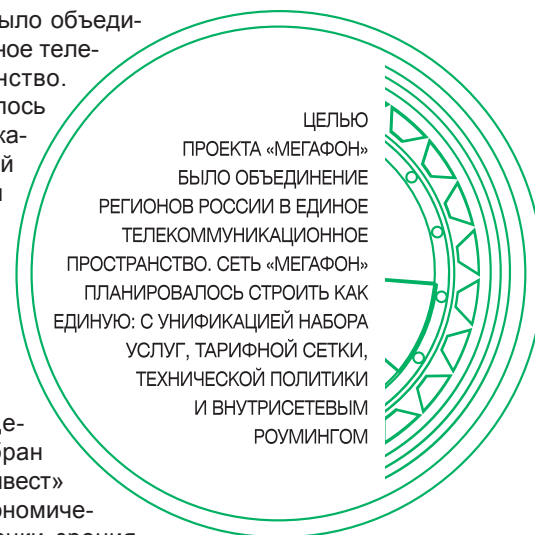 было объеди-
ное теле-
нство.
лось
ка-
й
ЦЕЛЬЮ
ПРОЕКТА «МЕГАФОН»
БЫЛО ОБЪЕДИНЕНИЕ
РЕГИОНОВ РОССИИ В ЕДИНОЕ
ТЕЛЕКОММУНИКАЦИОННОЕ
ПРОСТРАНСТВО. СЕТЬ «МЕГАФОН»
ПЛАНИРОВАЛОСЬ СТРОИТЬ КАК
ЕДИНУЮ: С УНИФИКАЦИЕЙ НАБОРА
УСЛУГ, ТАРИФНОЙ СЕТКИ,
ТЕХНИЧЕСКОЙ ПОЛИТИКИ
И ВНУТРИСЕТЕВЫМ
РОУМИНГОМ
де-
бран
нвест»
ономиче-